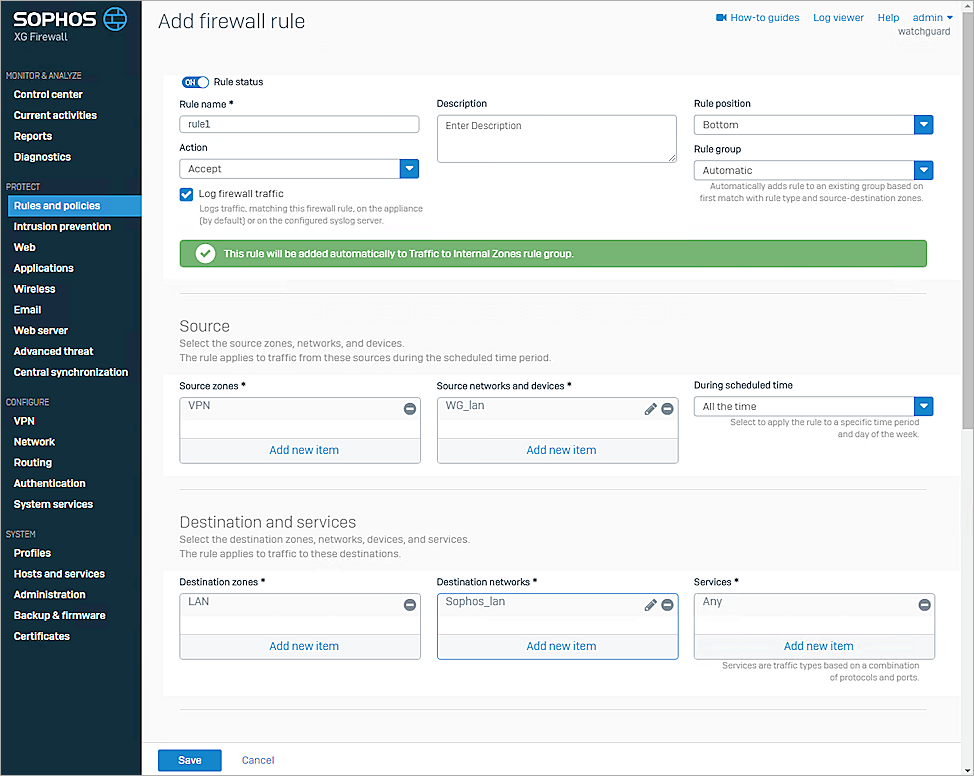 SOPHOS
XG Firewall
Add firewall rule
How-to guides Log viewer Help admin
watchguard
MONITOR & ANALYZE
Control center
Current activities
Reports
Diagnostics
PROTECT
Rules and policies
Intrusion prevention
Web
Applications
Wireless
Email
Web server
Advanced threat
Central synchronization
CONFIGURE
VPN
Network
Routing
Authentication
System services
SYSTEM
Profiles
Hosts and services
Administration
Backup & firmware
Certificates
ON Rule status
Rule name *
rule1
Action
Accept
Log firewall traffic
Logs traffic, matching this firewall rule, on the appliance
(by default) or on the configured syslog server.
Description
Enter Description
Rule position
Bottom
Rule group
Automatic
Automatically adds rule to an existing group based on
first match with rule type and source-destination zones.
This rule will be added automatically to Traffic to Internal Zones rule group.
Source
Select the source zones, networks, and devices.
The rule applies to traffic from these sources during the scheduled time period.
Source zones *
VPN
Add new item
Source networks and devices *
WG_lan
Add new item
During scheduled time
All the time
Select to apply the rule to a specific time period
and day of the week.
Destination and services
Select the destination zones, networks, devices, and services.
The rule applies to traffic to these destinations.
Destination zones *
LAN
Add new item
Destination networks *
Sophos_lan
Add new item
Services *
Any
Add new item
Services are traffic types based on a combination
of protocols and ports.
Save Cancel